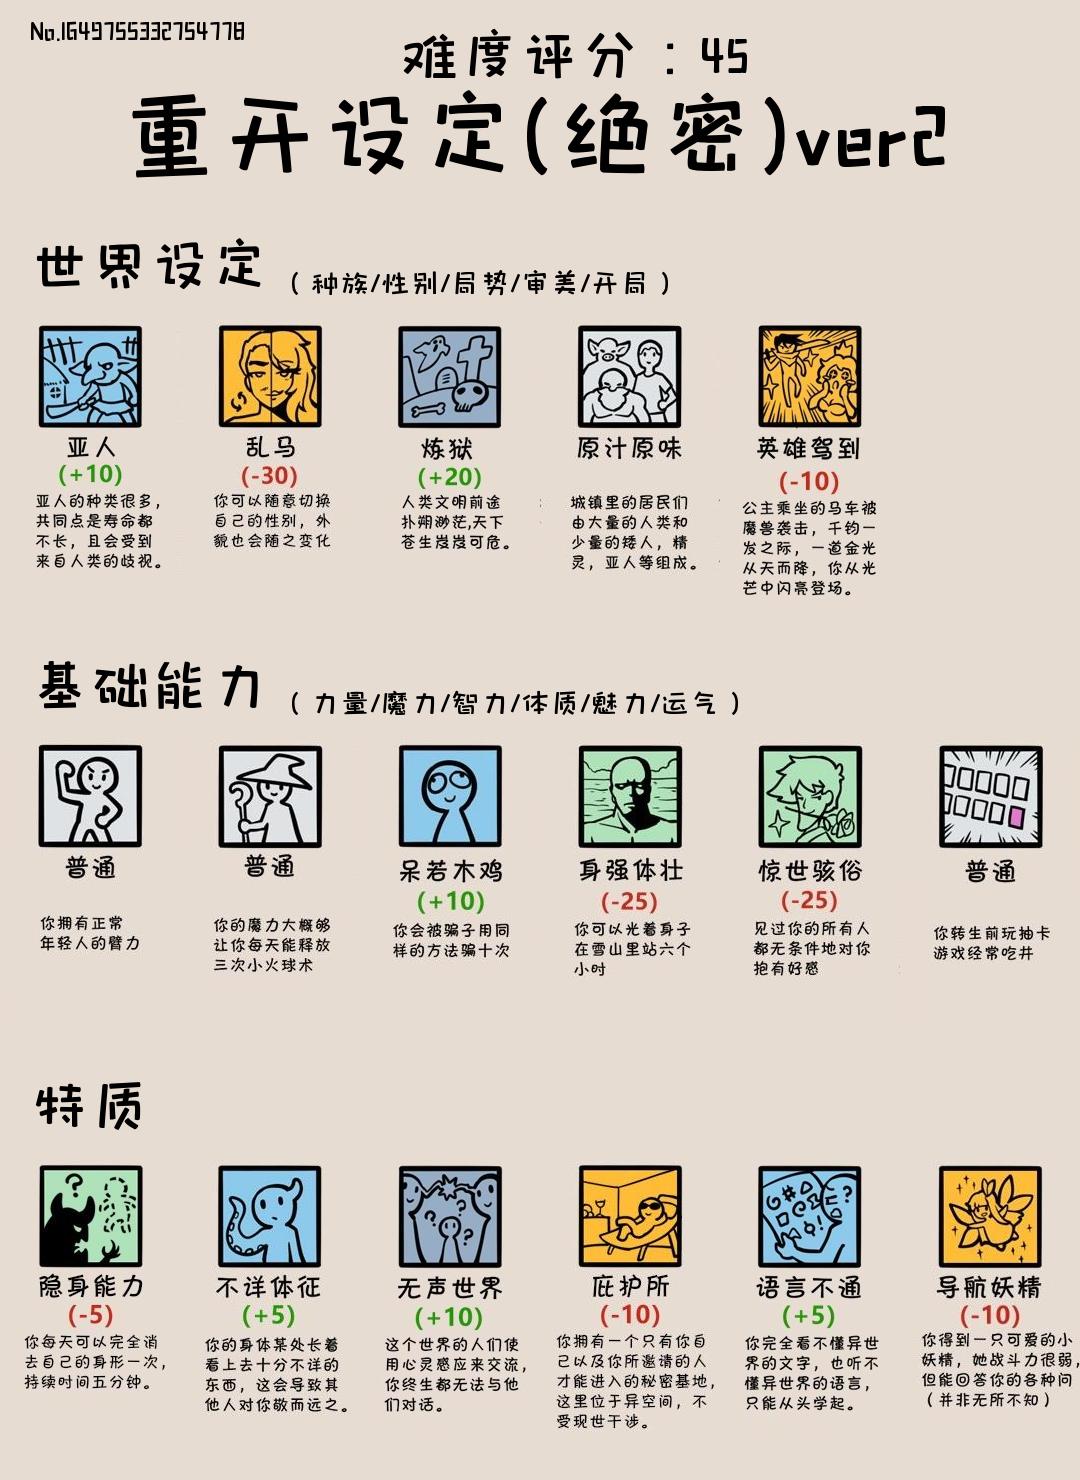 No.1649755332754778
难度评分：45
重开设定(绝密)ver2
世界设定（种族/性别/局势/审美/开局）
亚人
(+10)
亚人的种类很多，
共同点是寿命都
不长，且会受到
来自人类的歧视。
乱马
(-30)
你可以随意切换
自己的性别，外
貌也会随之变化
炼狱
(+20)
人类文明前途
扑朔渺茫,天下
苍生岌岌可危。
原汁原味
城镇里的居民们
由大量的人类和
少量的矮人，精
灵，亚人等组成。
英雄驾到
(-10)
公主乘坐的马车被
魔兽袭击，千钧一
发之际，一道金光
从天而降，你从光
芒中闪亮登场。
基础能力（力量/魔力/智力/体质/魅力/运气）
普通
你拥有正常
年轻人的臂力
普通
你的魔力大概够
让你每天能释放
三次小火球术
呆若木鸡
(+10)
你会被骗子用同
样的方法骗十次
身强体壮
(-25)
你可以光着身子
在雪山里站六个
小时
惊世骇俗
(-25)
见过你的所有人
都无条件地对你
抱有好感
普通
你转生前玩抽卡
游戏经常吃井
特质
隐身能力
(-5)
你每天可以完全消
去自己的身形一次，
持续时间五分钟。
不详体征
(+5)
你的身体某处长着
看上去十分不详的
东西，这会导致其
他人对你敬而远之。
无声世界
(+10)
这个世界的人们使
用心灵感应来交流，
你终生都无法与他
们对话。
庇护所
(-10)
你拥有一个只有你自
己以及你所邀请的人
才能进入的秘密基地，
这里位于异空间，不
受现世干涉。
语言不通
(+5)
你完全看不懂异世
界的文字，也听不
懂异世界的语言，
只能从头学起。
导航妖精
(-10)
你得到一只可爱的小
妖精，她战斗力很弱，
但能回答你的各种问
（并非无所不知）